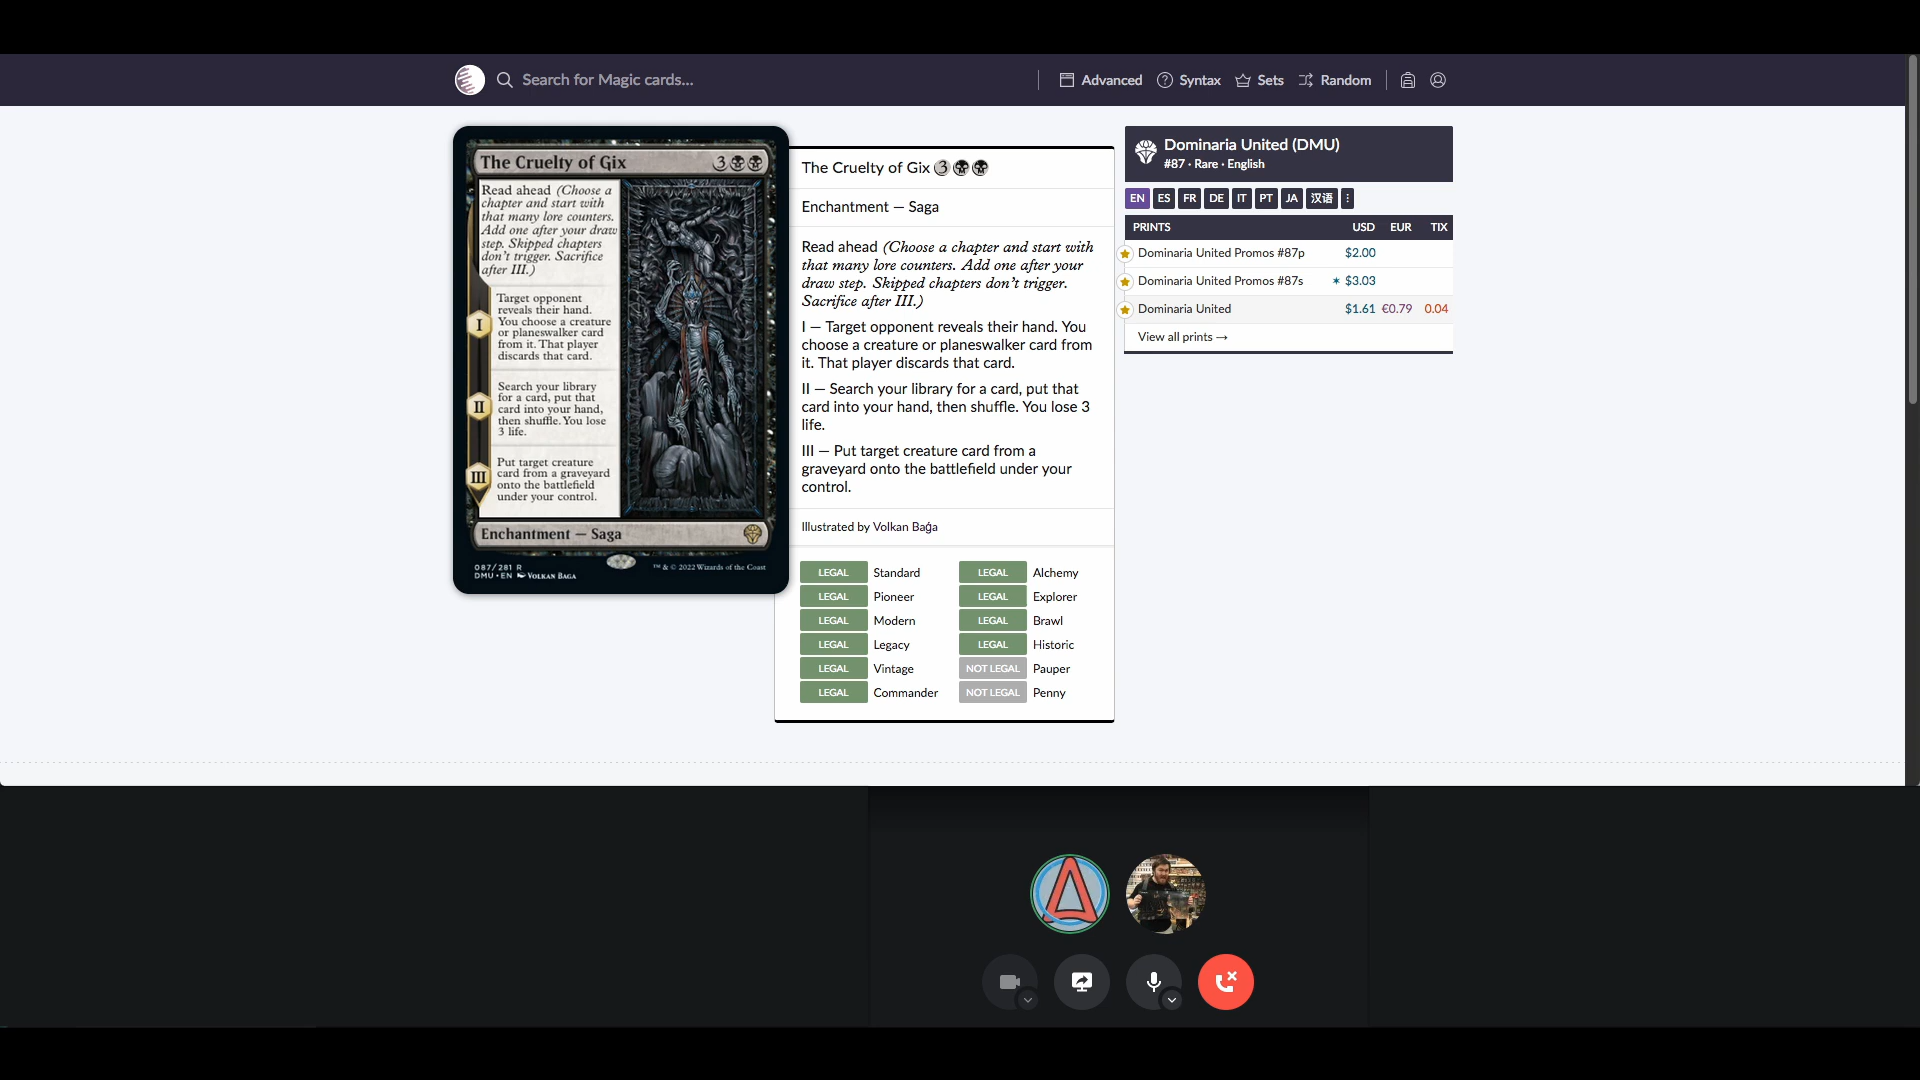 Search for Magic cards...
Advanced
Syntax
Sets
Random
The Cruelty of Gix 3
Read ahead (Choose a
chapter and start with
that many lore counters.
Add one after your draw
step. Skipped chapters
don't trigger. Sacrifice
after III.)
I
Target opponent
reveals their hand.
You choose a creature
or planeswalker card
from it. That player
discards that card.
II
Search your library
for a card, put that
card into your hand,
then shuffle. You lose
3 life.
III
Put target creature
card from a graveyard
onto the battlefield
under your control.
Enchantment — Saga
087/281 R
DMU • EN VOLKAN BAĞA
™ & © 2022 Wizards of the Coast
The Cruelty of Gix 3
Enchantment — Saga
Read ahead (Choose a chapter and start with
that many lore counters. Add one after your
draw step. Skipped chapters don’t trigger.
Sacrifice after III.)
I — Target opponent reveals their hand. You
choose a creature or planeswalker card from
it. That player discards that card.
II — Search your library for a card, put that
card into your hand, then shuffle. You lose 3
life.
III — Put target creature card from a
graveyard onto the battlefield under your
control.
Illustrated by Volkan Bağa
LEGAL Standard LEGAL Alchemy
LEGAL Pioneer LEGAL Explorer
LEGAL Modern LEGAL Brawl
LEGAL Legacy LEGAL Historic
LEGAL Vintage NOT LEGAL Pauper
LEGAL Commander NOT LEGAL Penny
Dominaria United (DMU)
#87 · Rare · English
EN ES FR DE IT PT JA 汉语
PRINTS USD EUR TIX
Dominaria United Promos #87p $2.00
Dominaria United Promos #87s ✶ $3.03
Dominaria United $1.61 €0.79 0.04
View all prints →